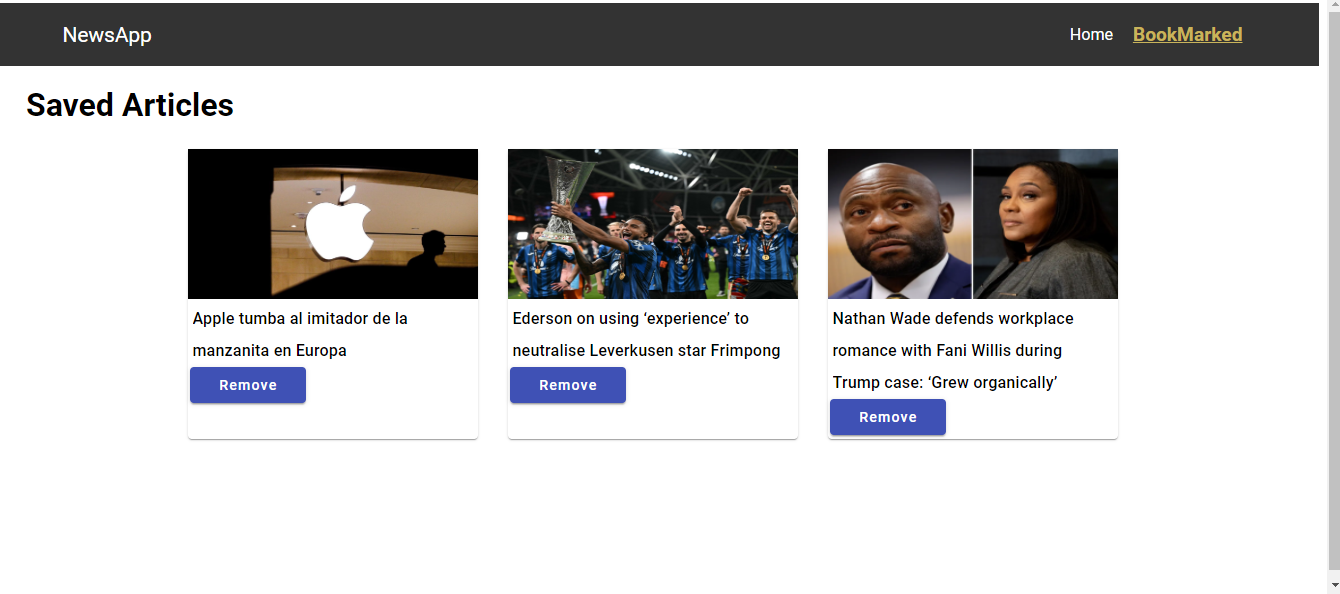 NewsApp
Home
BookMarked
Saved Articles
Apple tumba al imitador de la
manzanita en Europa
Remove
Ederson on using ‘experience’ to
neutralise Leverkusen star Frimpong
Remove
Nathan Wade defends workplace
romance with Fani Willis during
Trump case: ‘Grew organically’
Remove